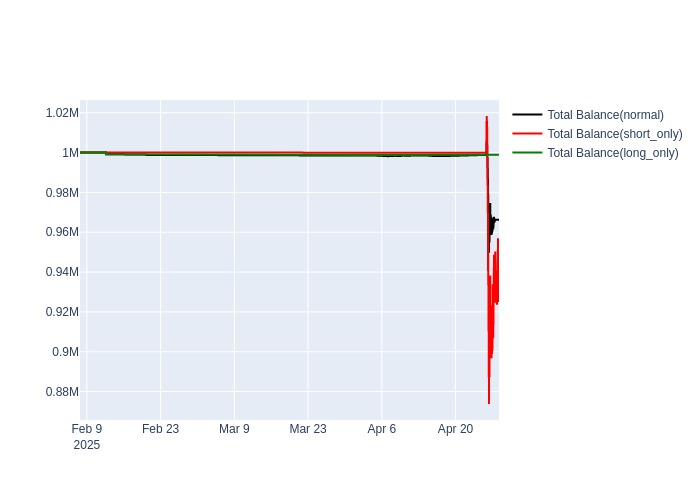 1.02M
1M
0.98M
0.96M
0.94M
0.92M
0.9M
0.88M
Feb 9
2025
Feb 23
Mar 9
Mar 23
Apr 6
Apr 20
Total Balance(normal)
Total Balance(short_only)
Total Balance(long_only)